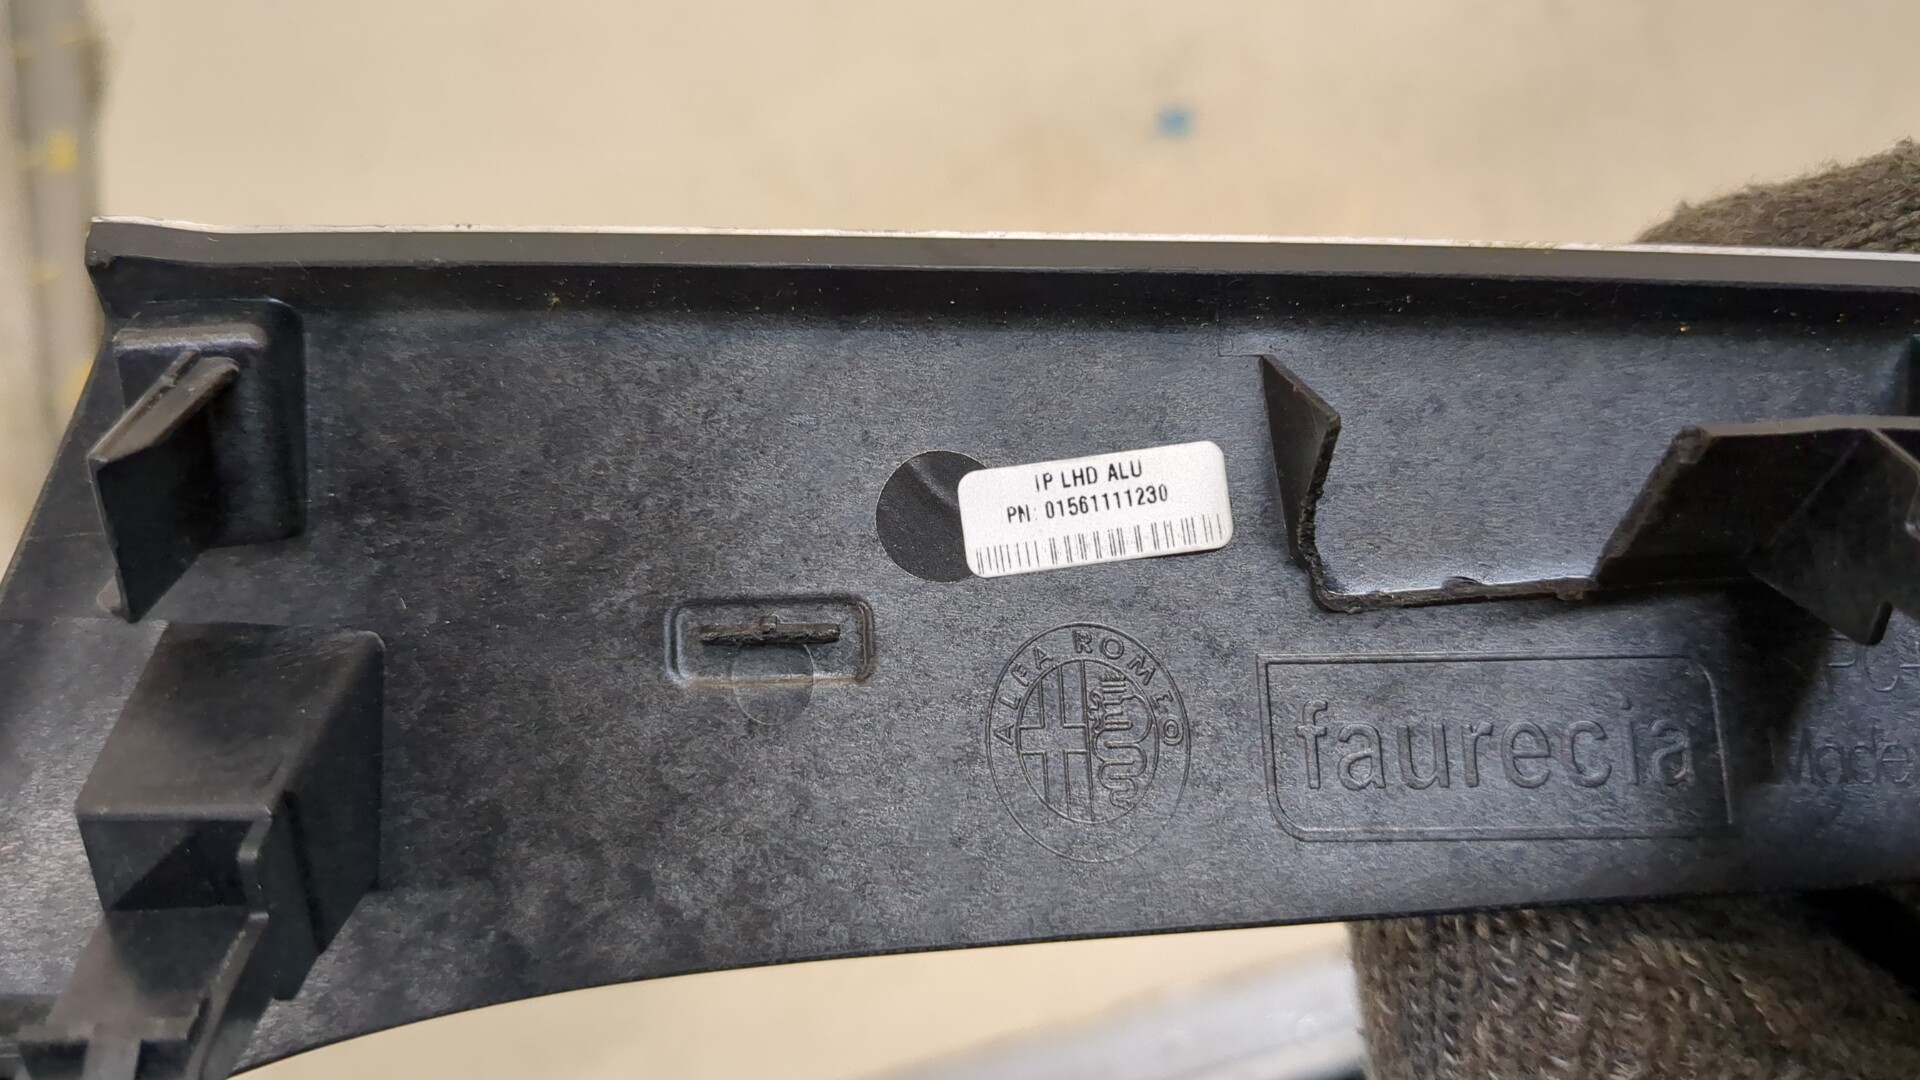 IP LHD ALU
PN: 01561111230
ALFA ROMEO
faurecia